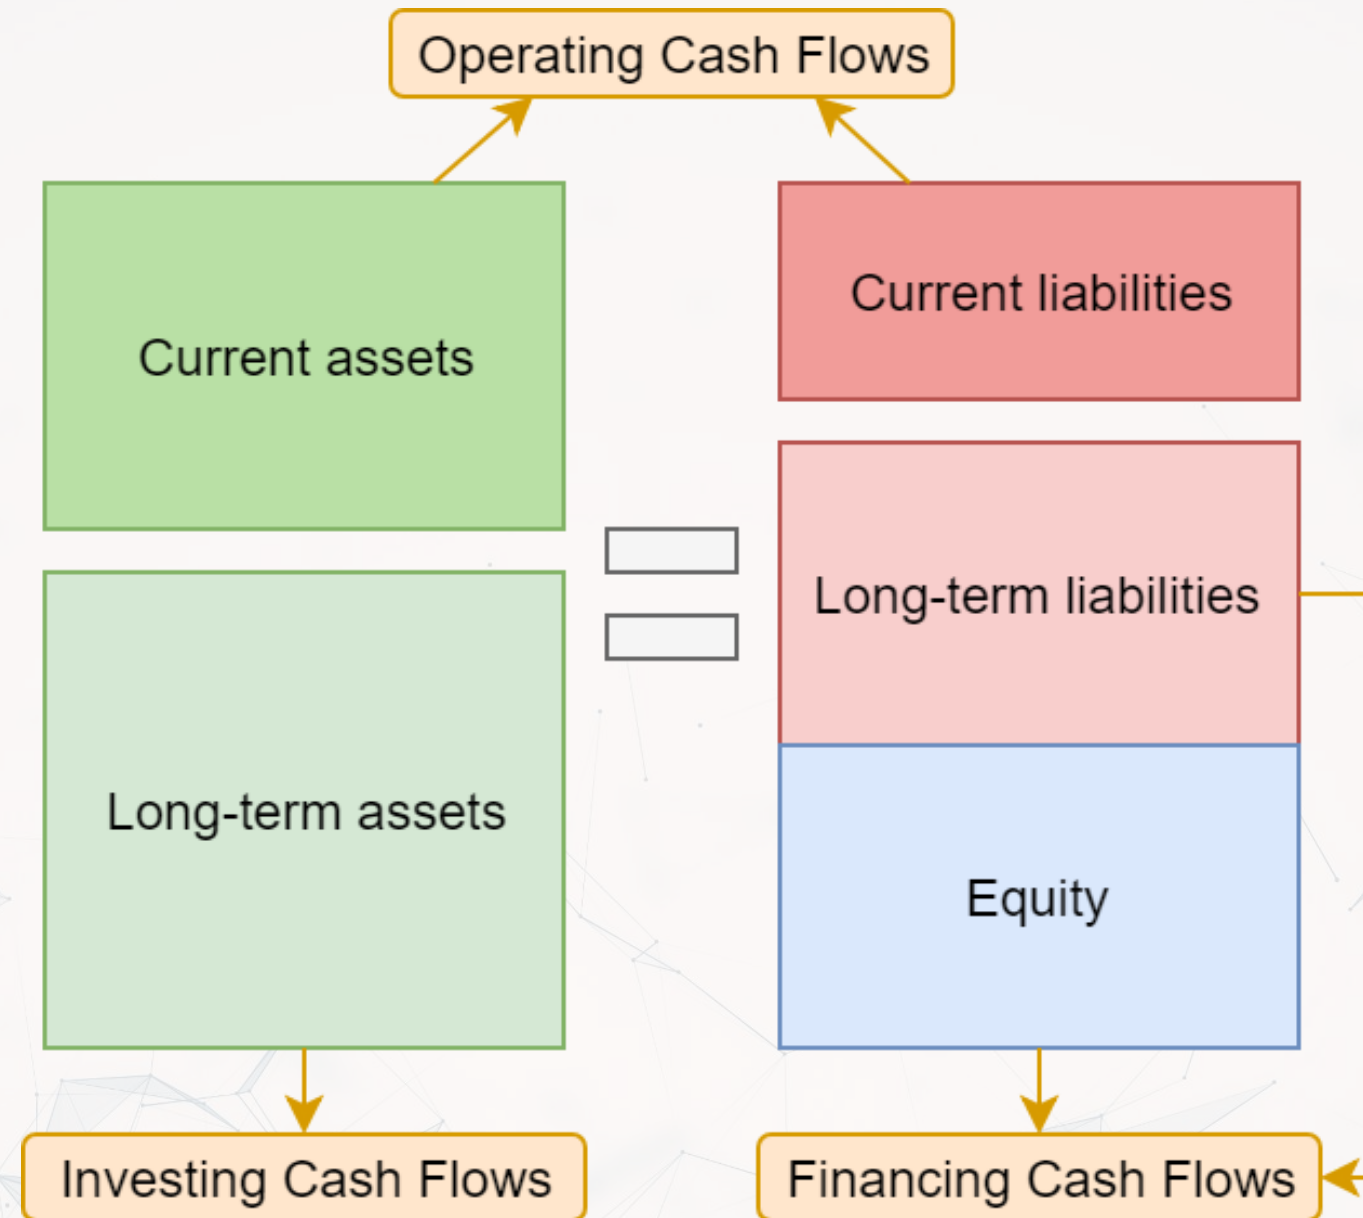 Operating Cash Flows
Current assets
Current liabilities
Long-term liabilities
Long-term assets
Equity
Investing Cash Flows
Financing Cash Flows